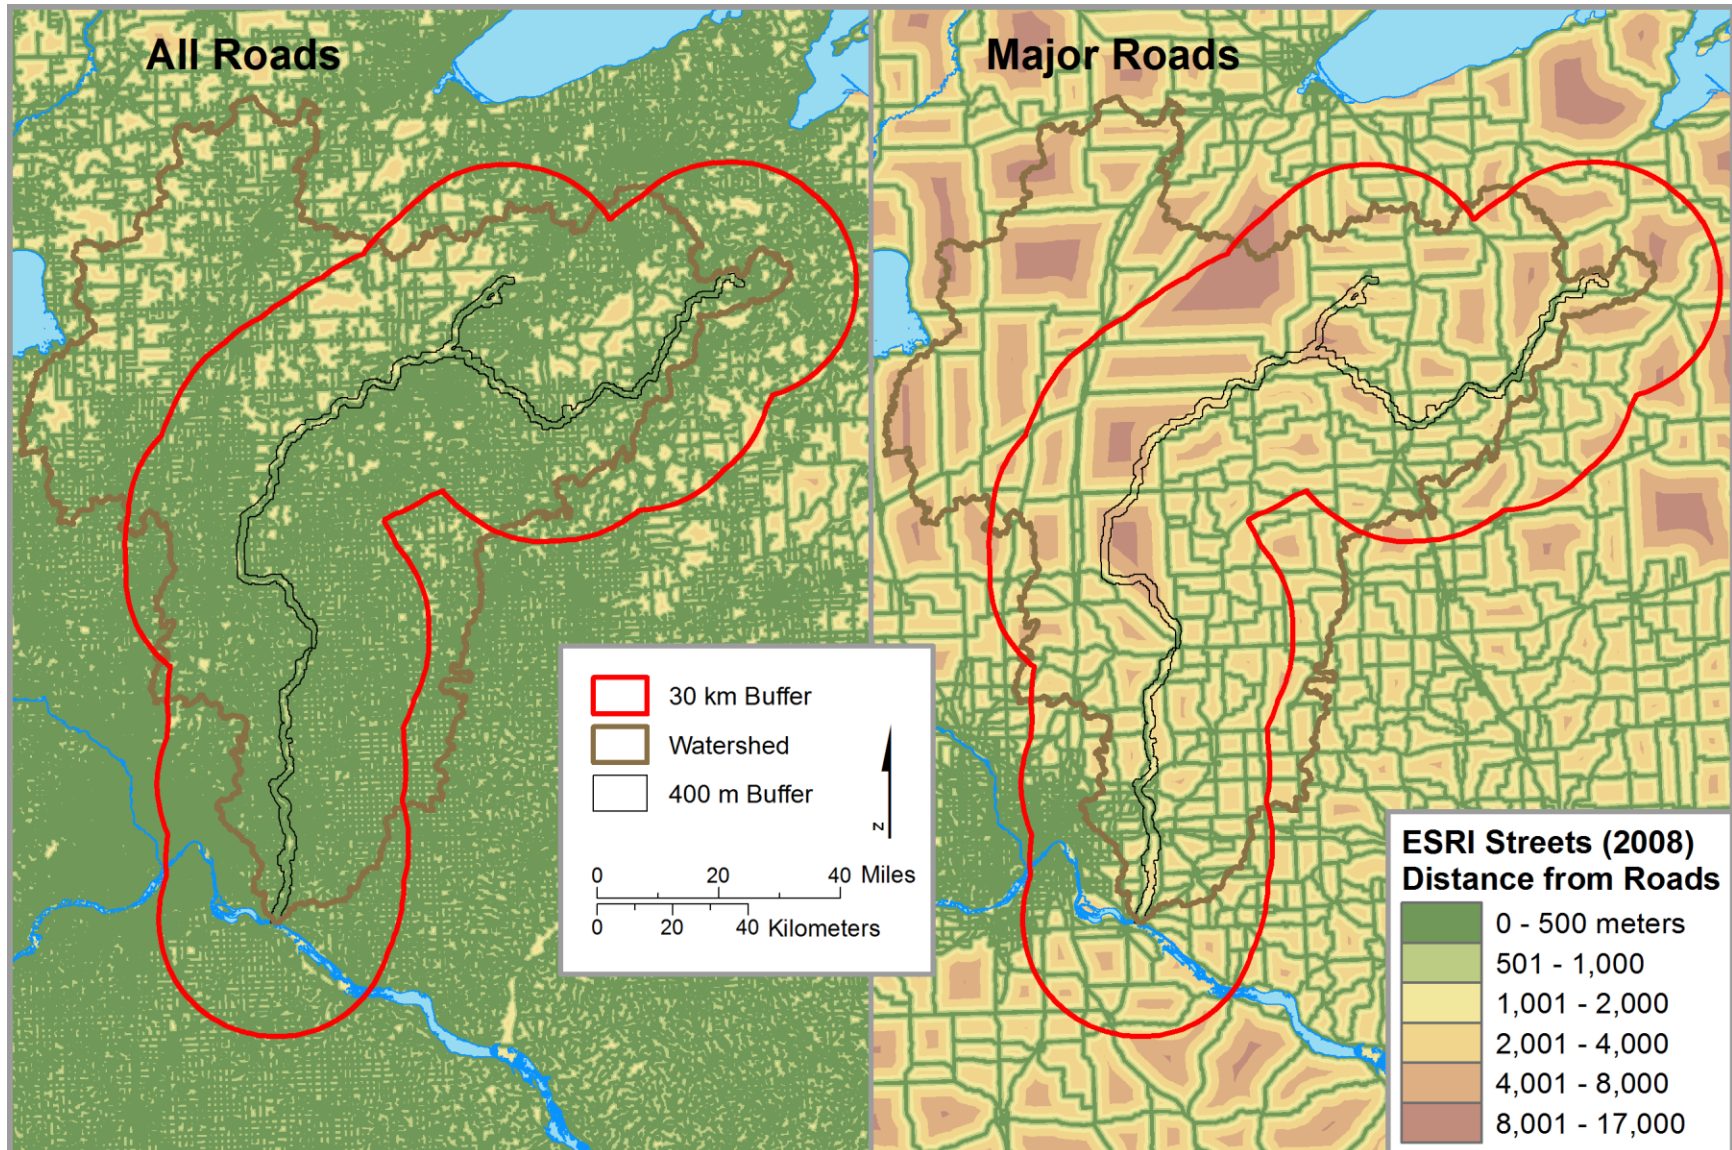 All Roads
Major Roads
30 km Buffer
Watershed
400 m Buffer
N
0 20 40 Miles
0 20 40 Kilometers
ESRI Streets (2008)
Distance from Roads
0 - 500 meters
501 - 1,000
1,001 - 2,000
2,001 - 4,000
4,001 - 8,000
8,001 - 17,000